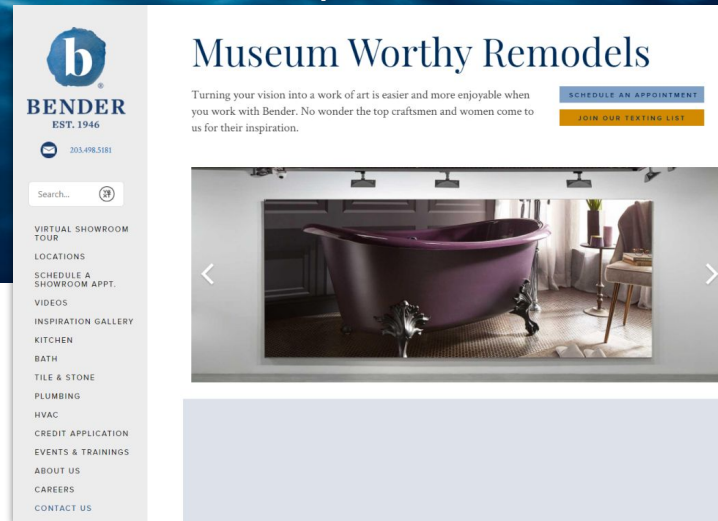 b
®
BENDER
EST. 1946
203.498.5181
Search...
VIRTUAL SHOWROOM
TOUR
LOCATIONS
SCHEDULE A
SHOWROOM APPT.
VIDEOS
INSPIRATION GALLERY
KITCHEN
BATH
TILE & STONE
PLUMBING
HVAC
CREDIT APPLICATION
EVENTS & TRAININGS
ABOUT US
CAREERS
CONTACT US
Museum Worthy Remodels
Turning your vision into a work of art is easier and more enjoyable when
you work with Bender. No wonder the top craftsmen and women come to
us for their inspiration.
SCHEDULE AN APPOINTMENT
JOIN OUR TEXTING LIST